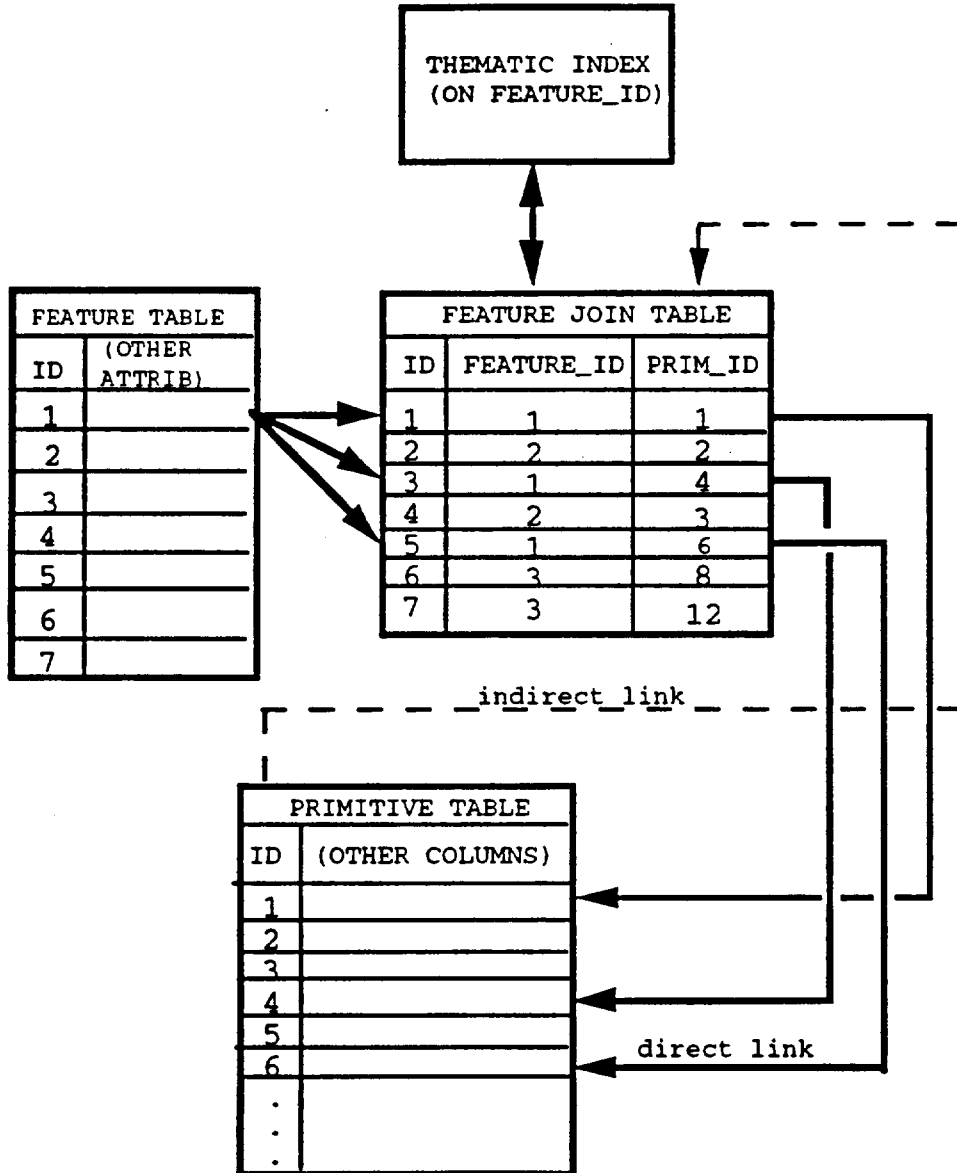 THEMATIC INDEX
(ON FEATURE_ID)
FEATURE TABLE
ID (OTHER ATTRIB)
1
2
3
4
5
6
7
FEATURE JOIN TABLE
ID FEATURE_ID PRIM_ID
1 1 1
2 2 2
3 1 4
4 2 3
5 1 6
6 3 8
7 3 12
indirect link
PRIMITIVE TABLE
ID (OTHER COLUMNS)
1
2
3
4
5
6
.
.
.
direct link